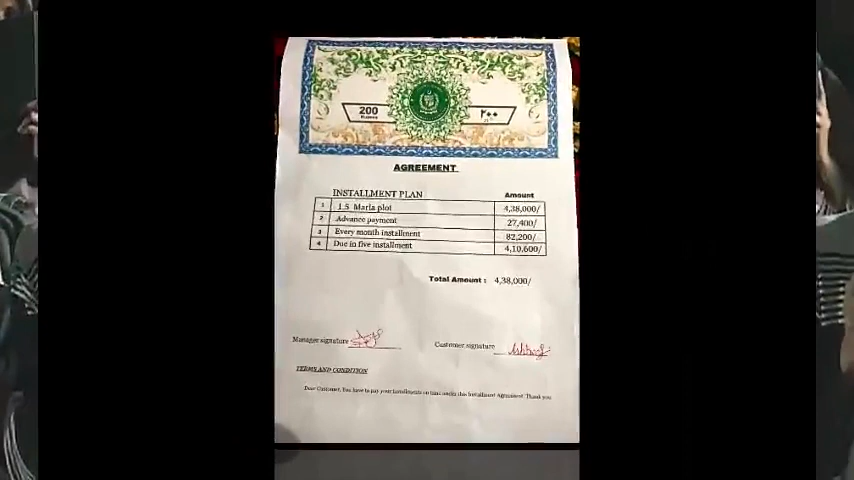 200
۲۰۰
AGREEMENT
INSTALLMENT PLAN Amount
1 1.5 Marla plot 4,38,000/
2 Advance payment 27,400/
3 Every month installment 82,200/
4 Due in five installment 4,10,600/
Total Amount : 4,38,000/
Manager signature
Customer signature
TERMS AND CONDITION
Dear Customer, You have to pay your installments on time under this Installment Agreement. Thank you